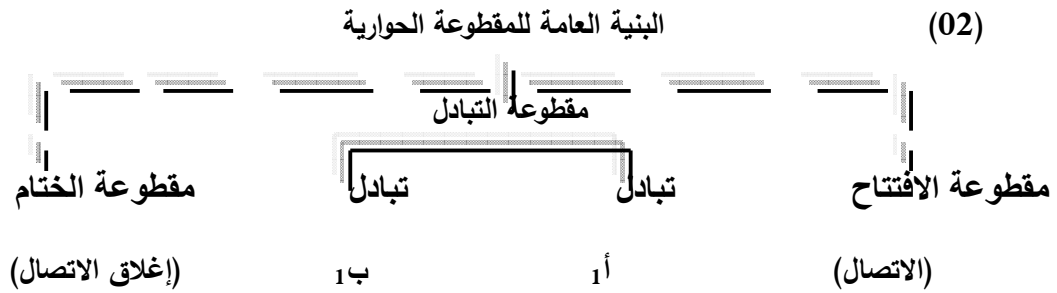 (02) البنية العامة للمقطوعة الحوارية
مقطوعة التبادل
مقطوعة الافتتاح تبادل تبادل مقطوعة الختام
(الاتصال) أ1 ب1 (إغلاق الاتصال)